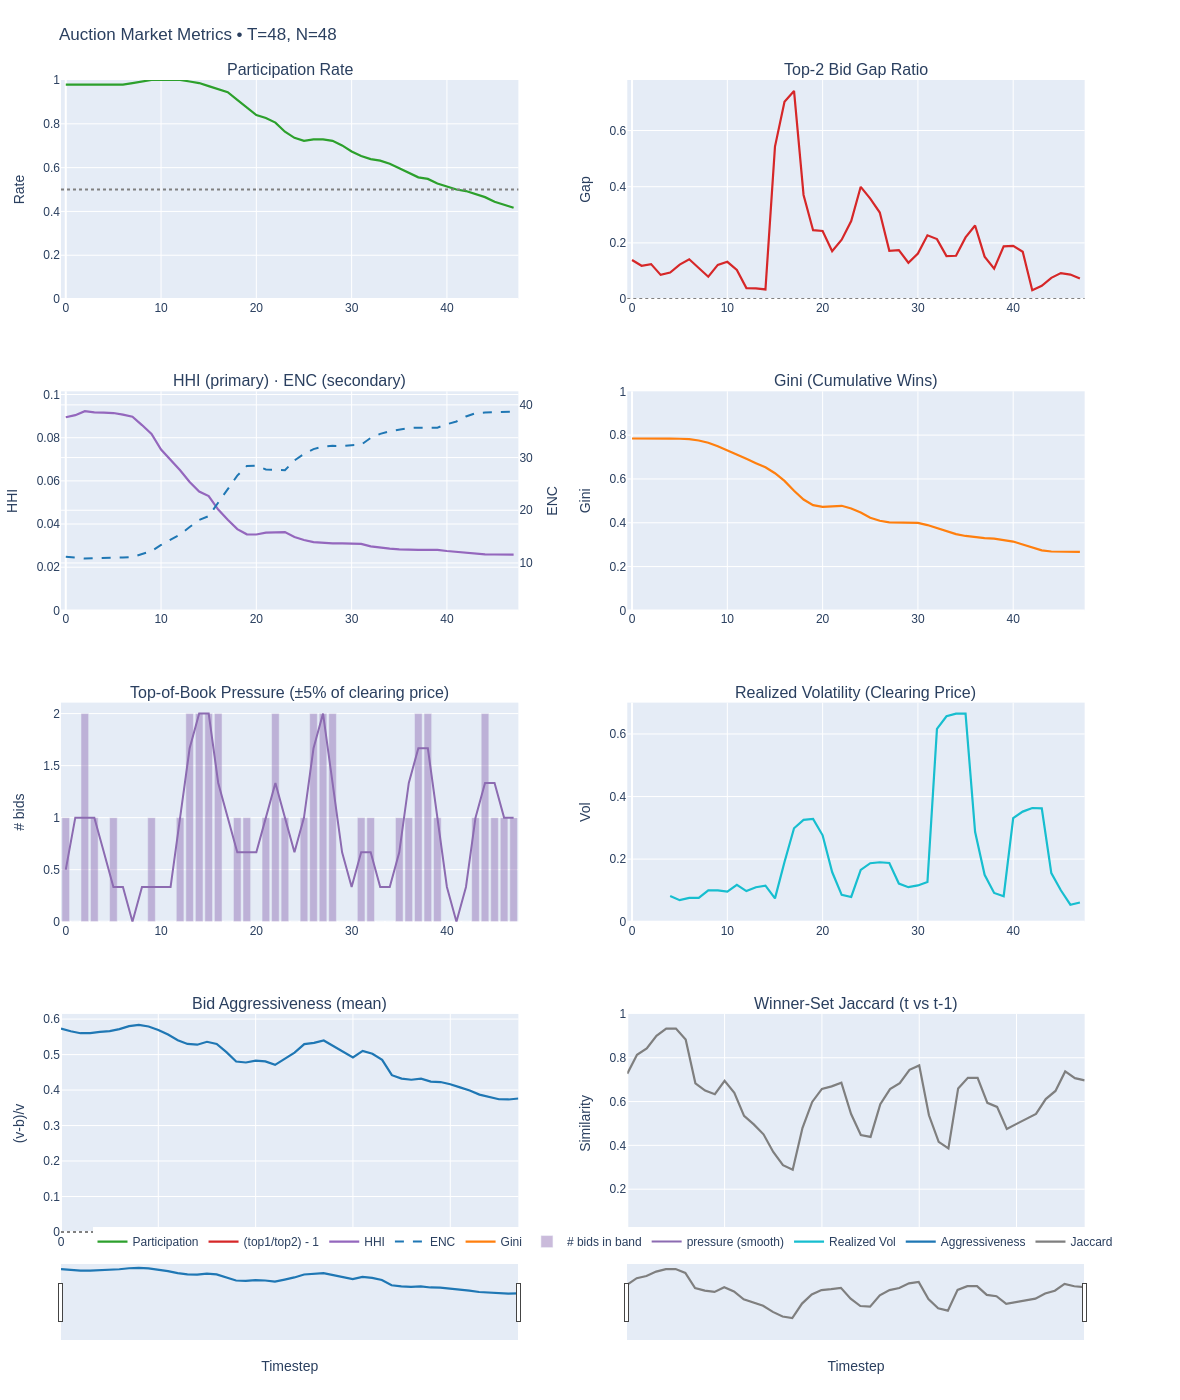 Auction Market Metrics • T=48, N=48
Participation Rate
Top-2 Bid Gap Ratio
1
0.8
0.6
0.4
0.2
0
Rate
0 10 20 30 40
0.6
0.4
0.2
0
Gap
0 10 20 30 40
HHI (primary) · ENC (secondary)
Gini (Cumulative Wins)
0.1
0.08
0.06
0.04
0.02
0
HHI
40
30
20
10
ENC
0 10 20 30 40
1
0.8
0.6
0.4
0.2
0
Gini
0 10 20 30 40
Top-of-Book Pressure (±5% of clearing price)
Realized Volatility (Clearing Price)
2
1.5
1
0.5
0
# bids
0 10 20 30 40
0.6
0.4
0.2
0
Vol
0 10 20 30 40
Bid Aggressiveness (mean)
Winner-Set Jaccard (t vs t-1)
0.6
0.5
0.4
0.3
0.2
0.1
0
(v-b)/v
0
1
0.8
0.6
0.4
0.2
Similarity
Participation (top1/top2) - 1 HHI ENC Gini # bids in band pressure (smooth) Realized Vol Aggressiveness Jaccard
Timestep
Timestep